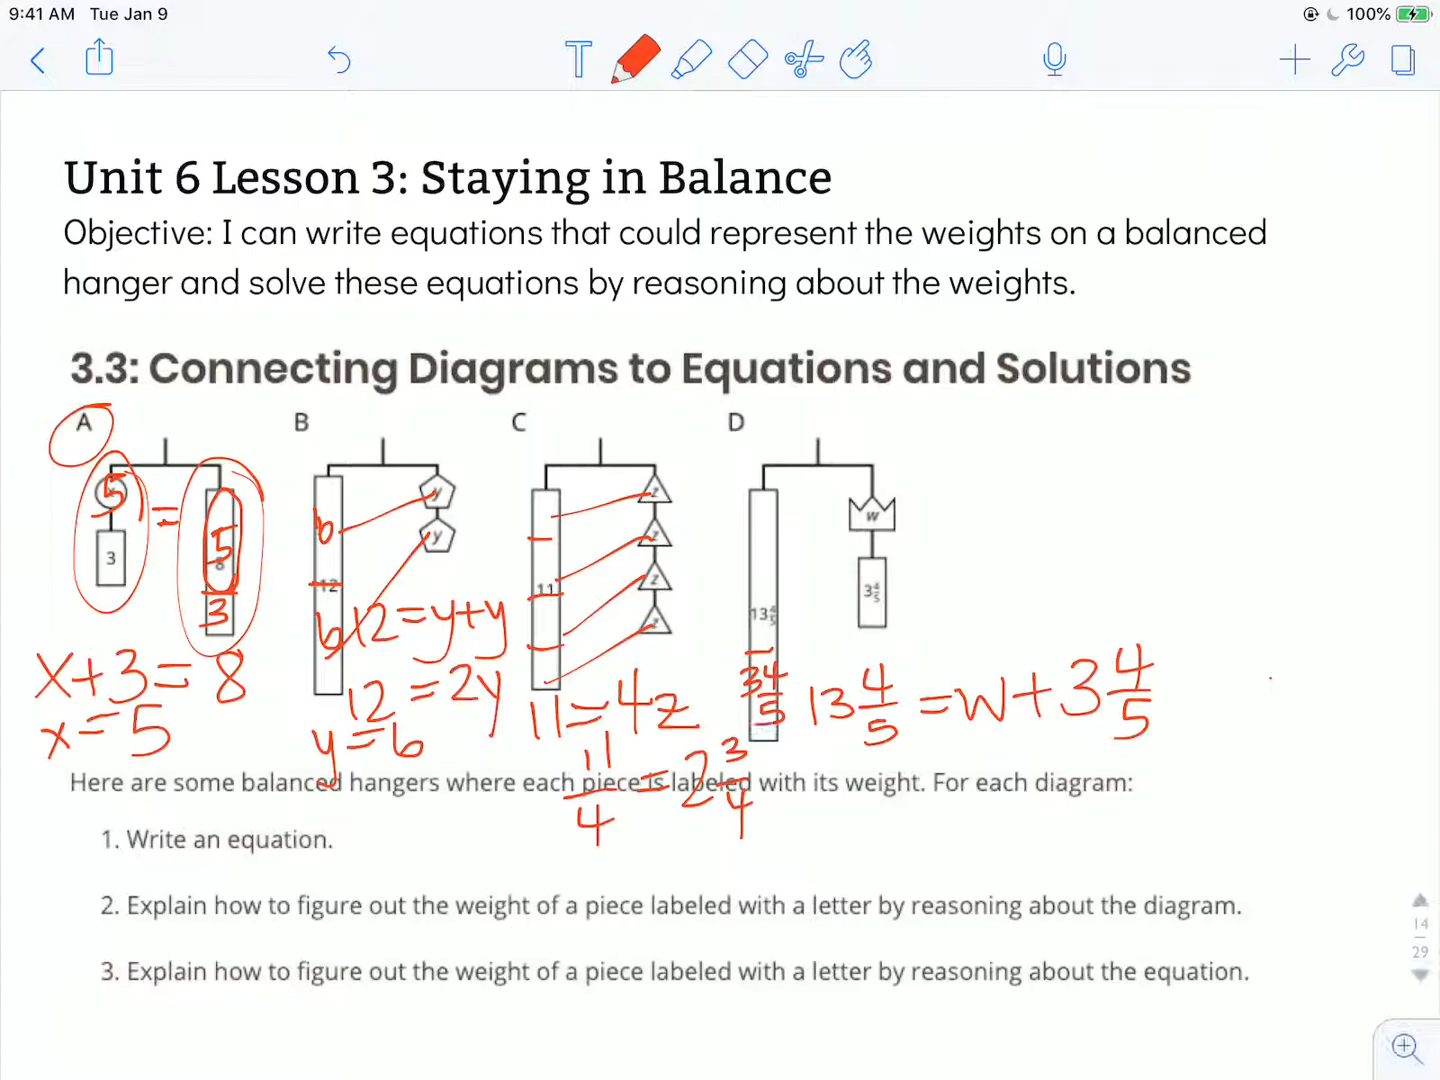 9:41 AM Tue Jan 9
100%
T
Unit 6 Lesson 3: Staying in Balance
Objective: I can write equations that could represent the weights on a balanced
hanger and solve these equations by reasoning about the weights.
3.3: Connecting Diagrams to Equations and Solutions
A
B
C
D
5
=
3
5
8
3
x+3=8
x=5
y
y
6
12
6
12=y+y
12=2y
y=6
z
z
z
z
11
11=4z
11/4=2 3/4
w
3 4/5
13 4/5
3 4/5
13 4/5=w+3 4/5
Here are some balanced hangers where each piece is labeled with its weight. For each diagram:
1. Write an equation.
2. Explain how to figure out the weight of a piece labeled with a letter by reasoning about the diagram.
3. Explain how to figure out the weight of a piece labeled with a letter by reasoning about the equation.
14
29